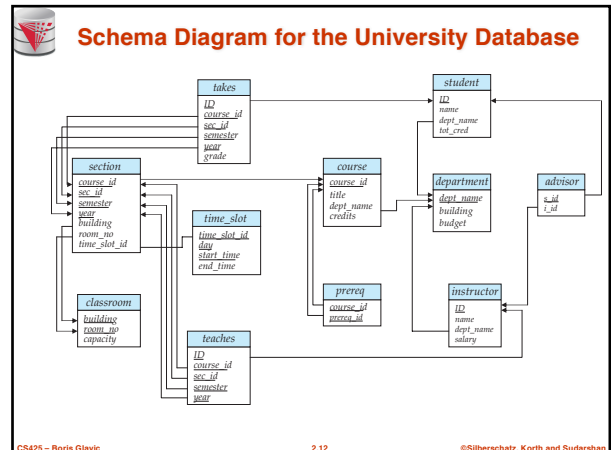 Schema Diagram for the University Database
takes
ID
course_id
sec_id
semester
year
grade
student
ID
name
dept_name
tot_cred
section
course_id
sec_id
semester
year
building
room_no
time_slot_id
course
course_id
title
dept_name
credits
department
dept_name
building
budget
advisor
s_id
i_id
time_slot
time_slot_id
day
start_time
end_time
classroom
building
room_no
capacity
prereq
course_id
prereq_id
instructor
ID
name
dept_name
salary
teaches
ID
course_id
sec_id
semester
year
CS425 – Boris Glavic
2.12
©Silberschatz, Korth and Sudarshan